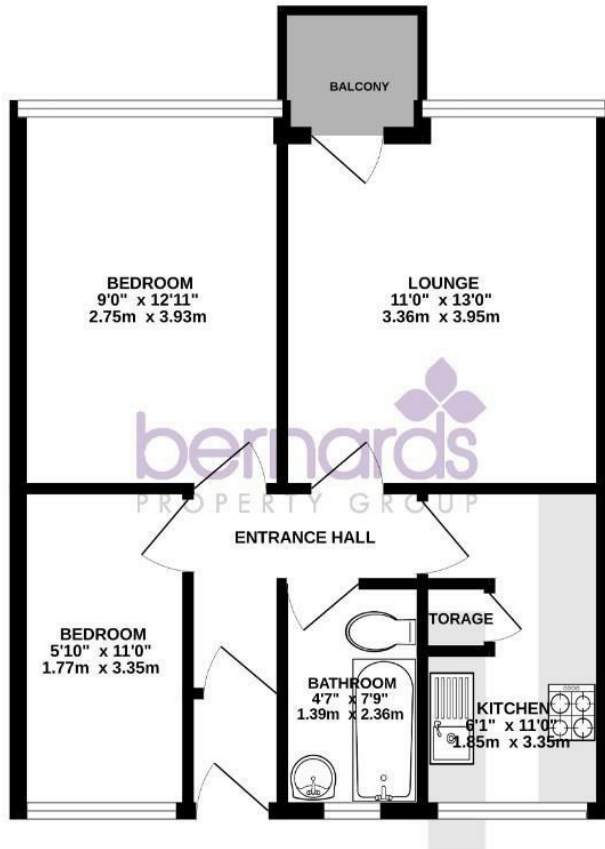 BALCONY
BEDROOM
9'0" x 12'11"
2.75m x 3.93m
LOUNGE
11'0" x 13'0"
3.36m x 3.95m
bernards
PROPERTY GROUP
ENTRANCE HALL
BEDROOM
5'10" x 11'0"
1.77m x 3.35m
TORAGE
BATHROOM
4'7" x 7'9"
1.39m x 2.36m
KITCHEN
6'1" x 11'0"
1.85m x 3.35m